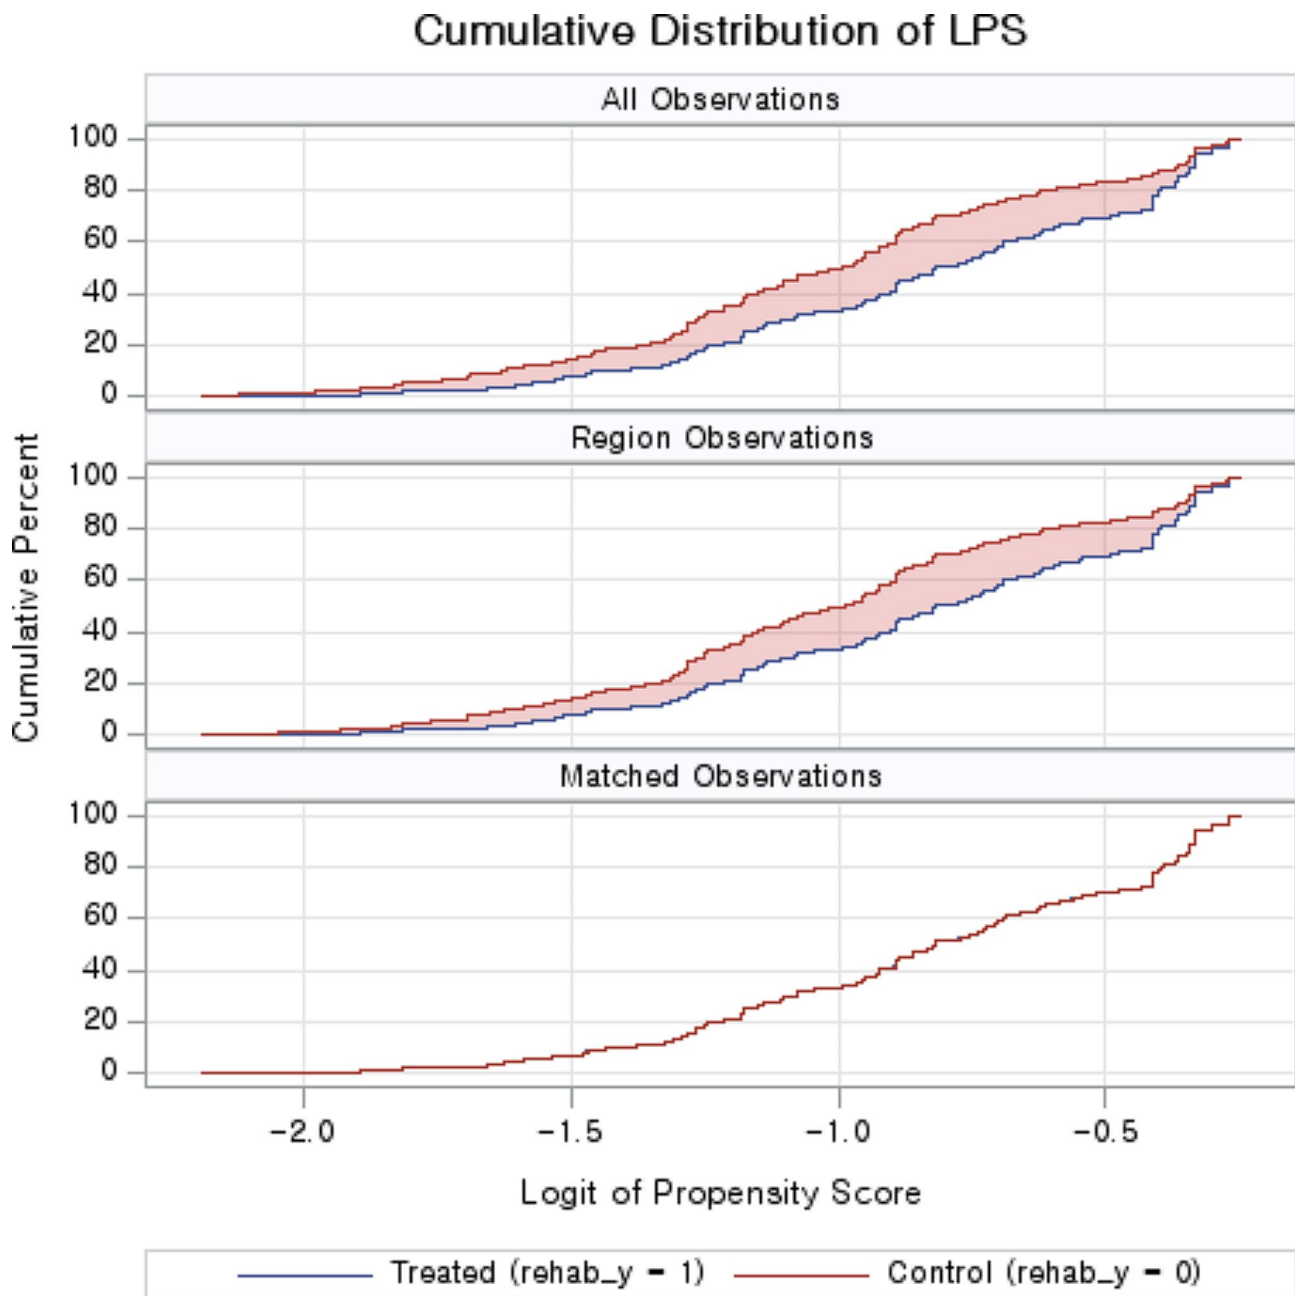 Cumulative Distribution of LPS
All Observations
100
80
60
40
20
0
Region Observations
100
80
60
40
20
0
Cumulative Percent
Matched Observations
100
80
60
40
20
0
-2.0 -1.5 -1.0 -0.5
Logit of Propensity Score
Treated (rehab_y = 1) Control (rehab_y = 0)